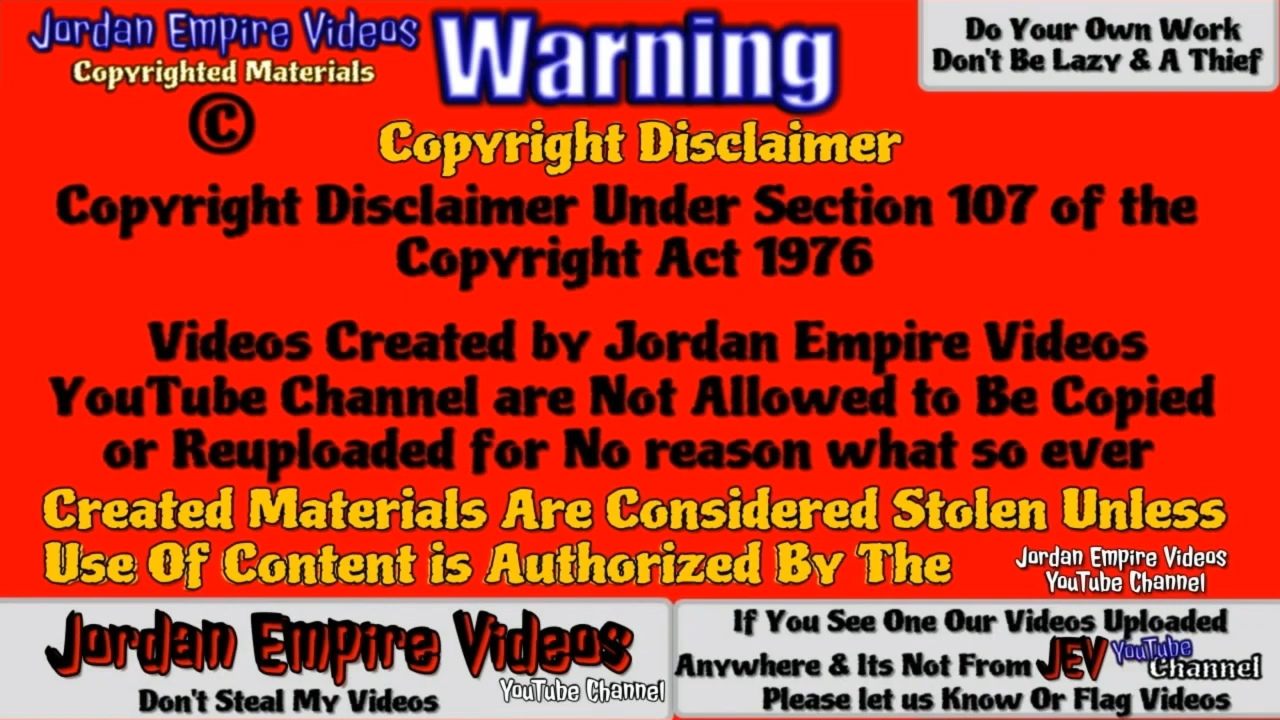 Jordan Empire Videos
Copyrighted Materials
©
Warning
Do Your Own Work
Don't Be Lazy & A Thief
Copyright Disclaimer
Copyright Disclaimer Under Section 107 of the
Copyright Act 1976
Videos Created by Jordan Empire Videos
YouTube Channel are Not Allowed to Be Copied
or Reuploaded for No reason what so ever
Created Materials Are Considered Stolen Unless
Use Of Content is Authorized By The
Jordan Empire Videos
YouTube Channel
Jordan Empire Videos
YouTube Channel
Don't Steal My Videos
If You See One Our Videos Uploaded
Anywhere & Its Not From JEV YouTube Channel
Please let us Know Or Flag Videos